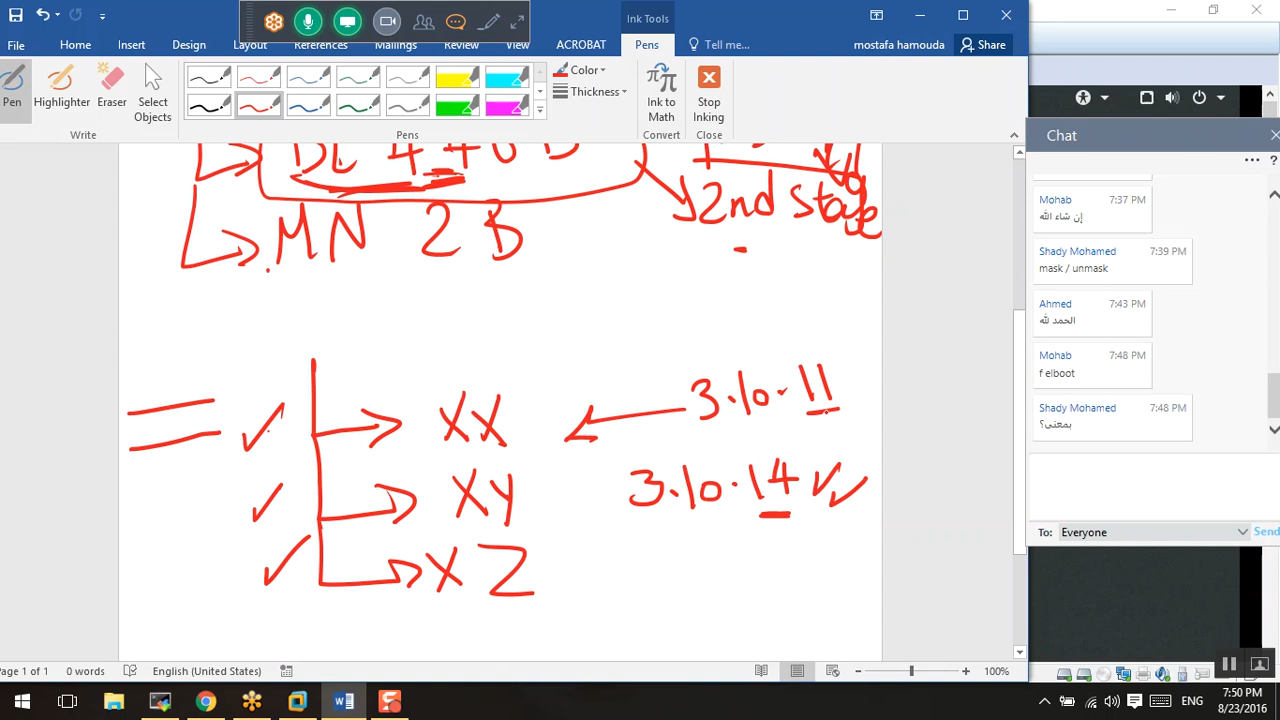 Ink Tools
File Home Insert Design Layout References Mailings Review View ACROBAT Pens Tell me... mostafa hamouda Share
Pen Highlighter Eraser Select Objects
Color
Thickness
Ink to Math
Stop Inking
Write Pens Convert Close
2nd stage
MN 2 B
XX
3.10.11
XY
3.10.14
XZ
Chat
Mohab 7:37 PM
إن شاء الله
Shady Mohamed 7:39 PM
mask / unmask
Ahmed 7:43 PM
الحمد لله
Mohab 7:48 PM
f elboot
Shady Mohamed 7:48 PM
بمعنى؟
To: Everyone Send
Page 1 of 1 0 words English (United States) 100%
ENG
7:50 PM
8/23/2016